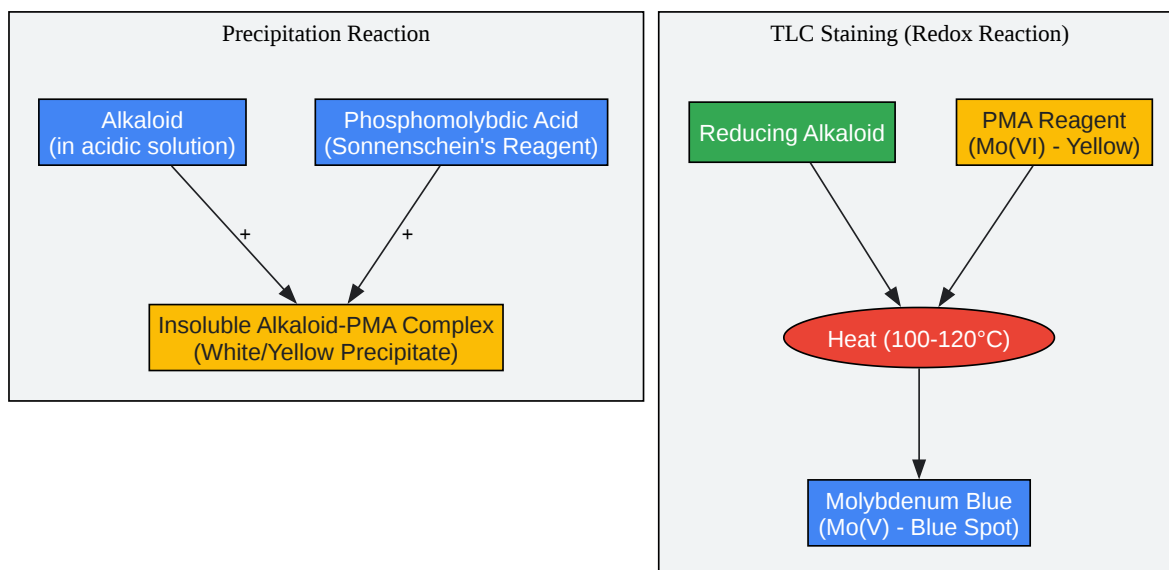 Precipitation Reaction
Alkaloid
(in acidic solution)
Phosphomolybdic Acid
(Sonnenschein's Reagent)
+
+
Insoluble Alkaloid-PMA Complex
(White/Yellow Precipitate)
TLC Staining (Redox Reaction)
Reducing Alkaloid
PMA Reagent
(Mo(VI) - Yellow)
Heat (100-120°C)
Molybdenum Blue
(Mo(V) - Blue Spot)